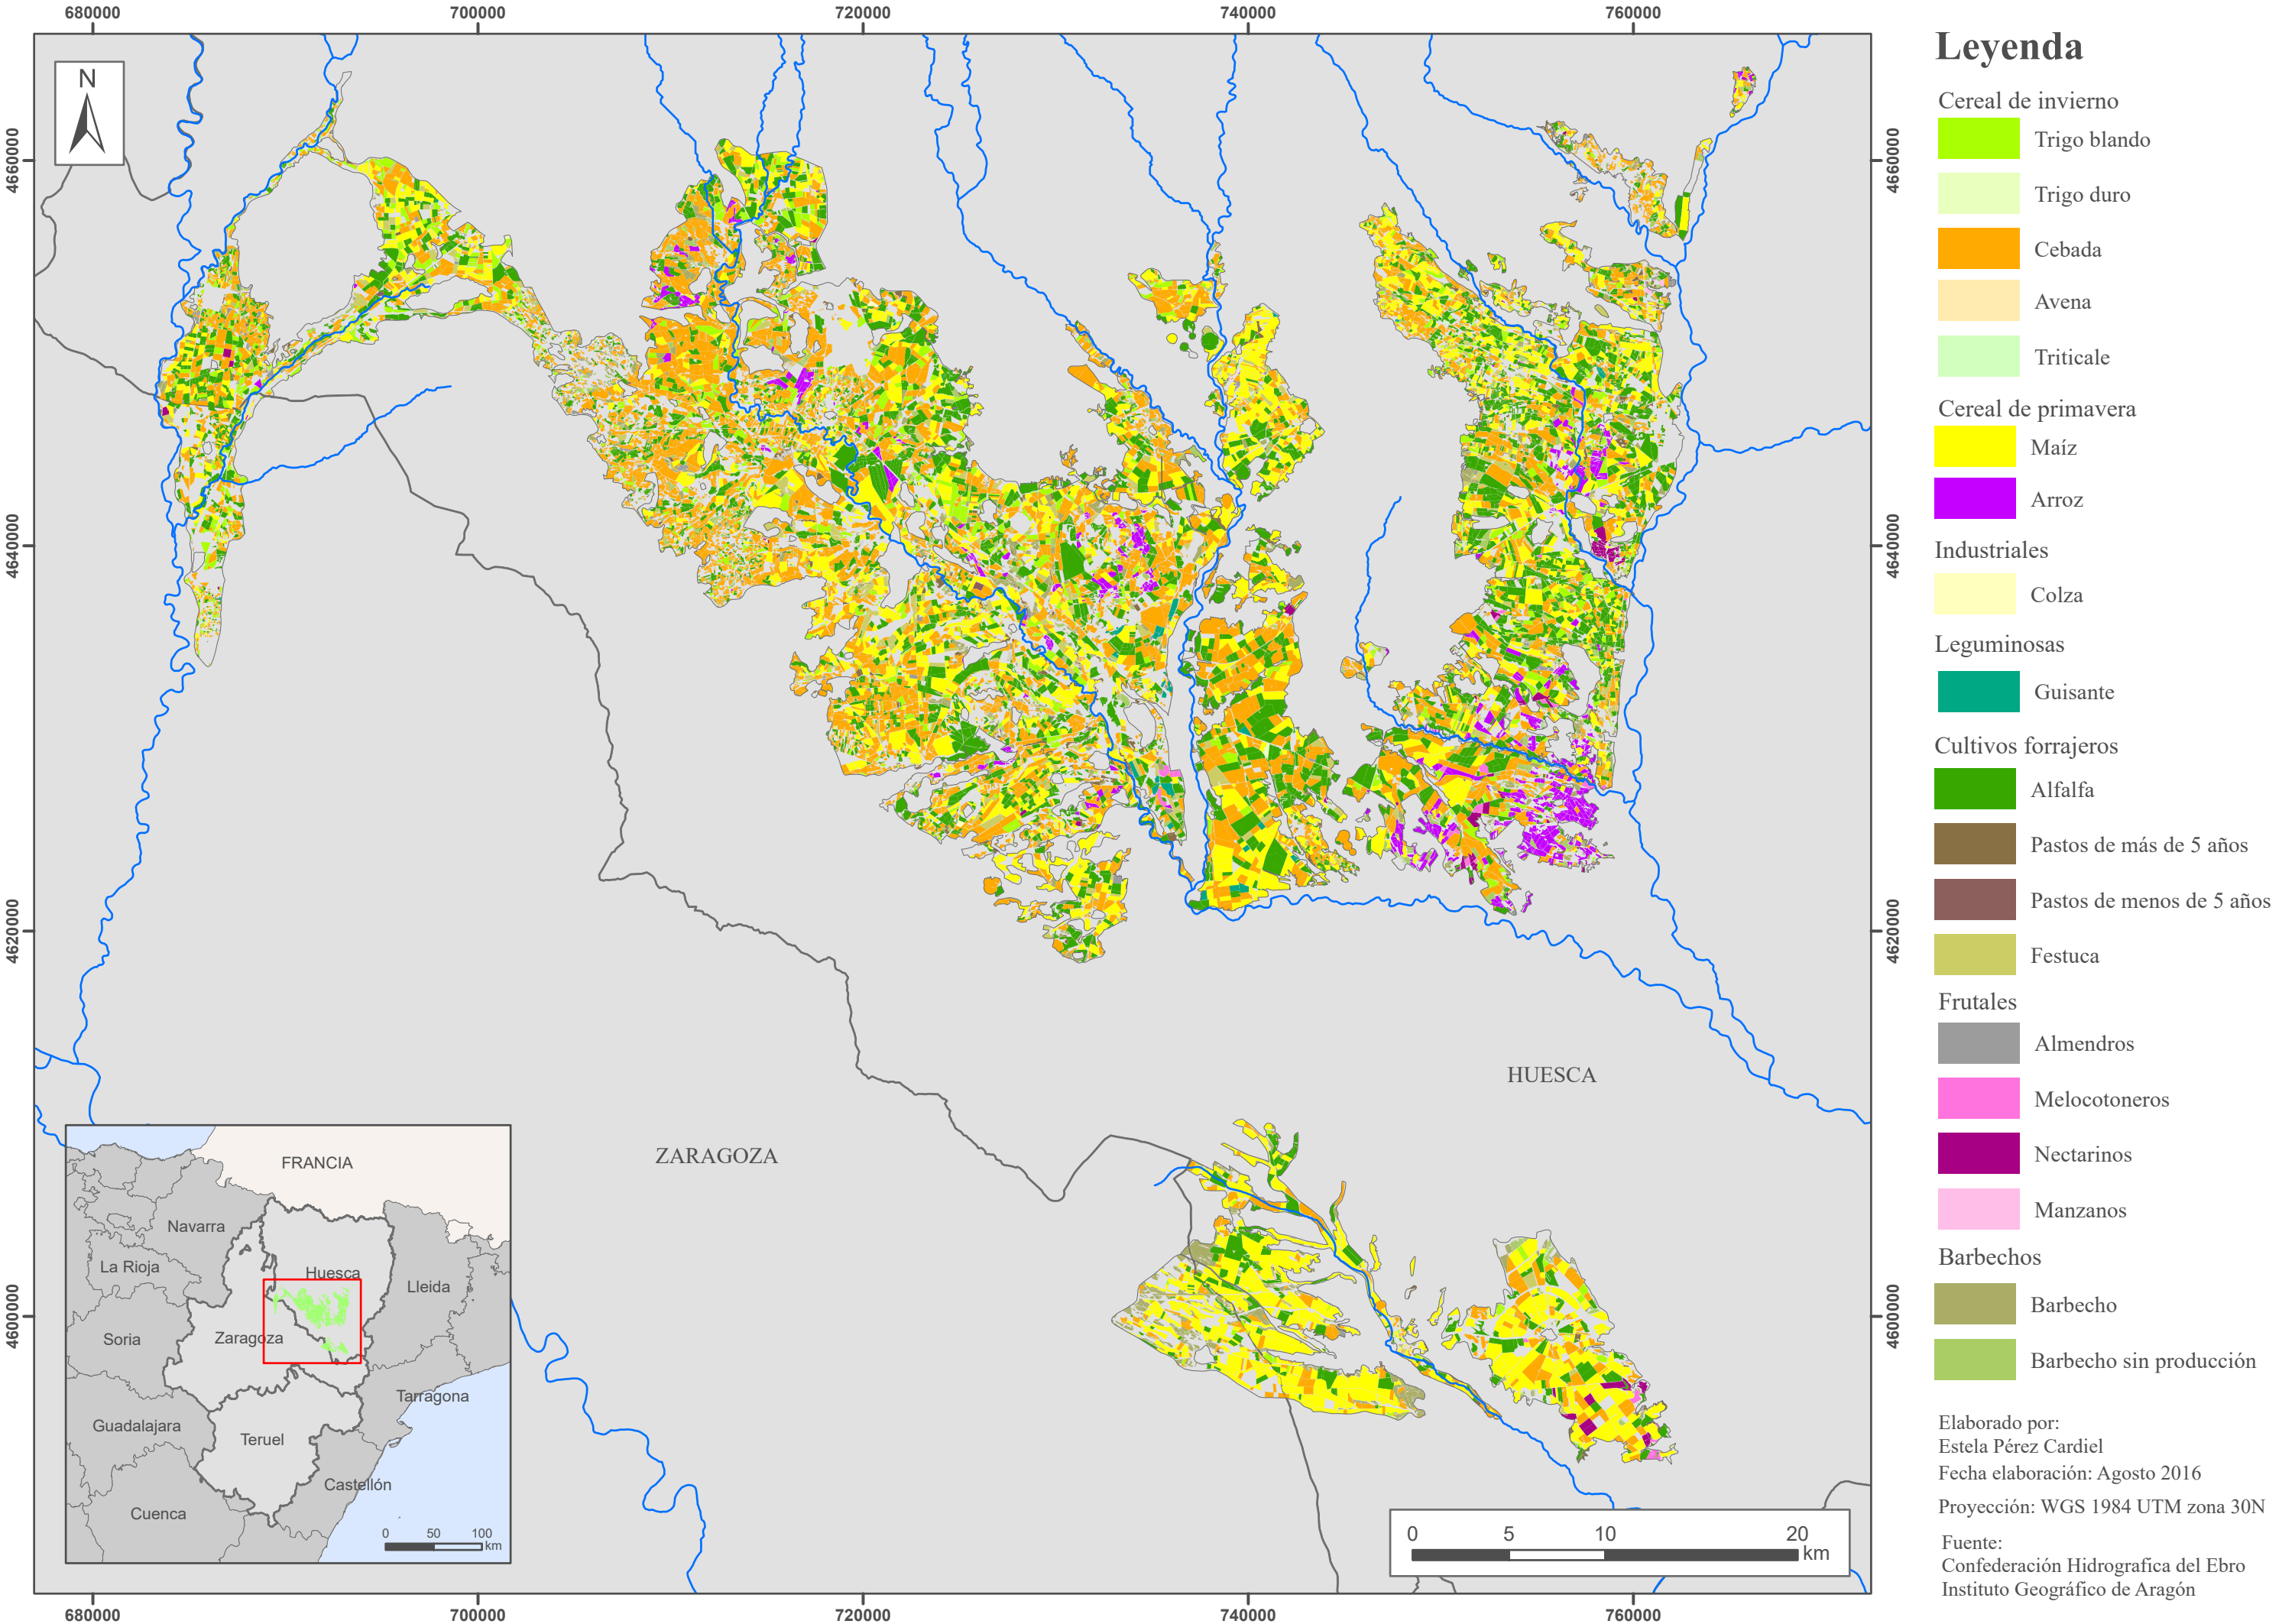 680000
700000
720000
740000
760000
N
4660000
4660000
4640000
4640000
4620000
4620000
4600000
4600000
HUESCA
ZARAGOZA
FRANCIA
Navarra
La Rioja
Huesca
Lleida
Soria
Zaragoza
Tarragona
Guadalajara
Teruel
Castellón
Cuenca
0 50 100
km
0 5 10 20
km
680000
700000
720000
740000
760000
Leyenda
Cereal de invierno
Trigo blando
Trigo duro
Cebada
Avena
Triticale
Cereal de primavera
Maíz
Arroz
Industriales
Colza
Leguminosas
Guisante
Cultivos forrajeros
Alfalfa
Pastos de más de 5 años
Pastos de menos de 5 años
Festuca
Frutales
Almendros
Melocotoneros
Nectarinos
Manzanos
Barbechos
Barbecho
Barbecho sin producción
Elaborado por:
Estela Pérez Cardiel
Fecha elaboración: Agosto 2016
Proyección: WGS 1984 UTM zona 30N
Fuente:
Confederación Hidrografica del Ebro
Instituto Geográfico de Aragón